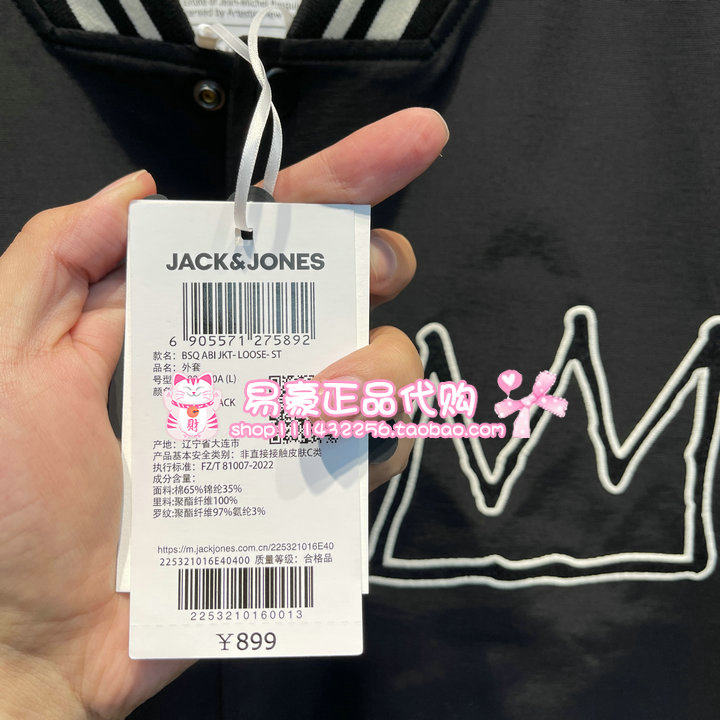 JACK&JONES
6 905571 275892
款名: BSQ ABI JKT- LOOSE- ST
品名: 外套
号型 0A (L)
颜色 ACK
易豪正品代购
shop111432256.taobao.com
财
产地: 辽宁省大连市
产品基本安全类别: 非直接接触皮肤C类
执行标准: FZ/T 81007-2022
成分含量:
面料: 棉65%锦纶35%
里料: 聚酯纤维100%
罗纹: 聚酯纤维97%氨纶3%
https://m.jackjones.com.cn/225321016E40
225321016E40400 质量等级: 合格品
2253210160013
￥899